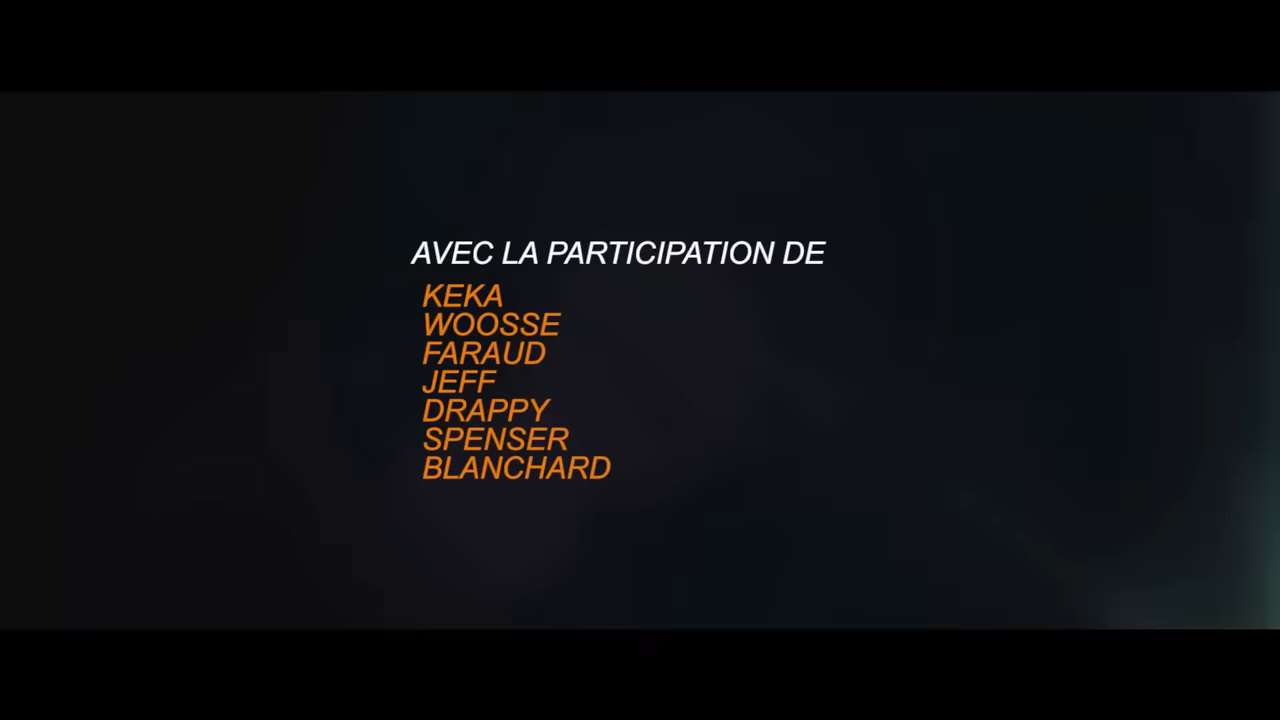 AVEC LA PARTICIPATION DE
KEKA
WOOSSE
FARAUD
JEFF
DRAPPY
SPENSER
BLANCHARD